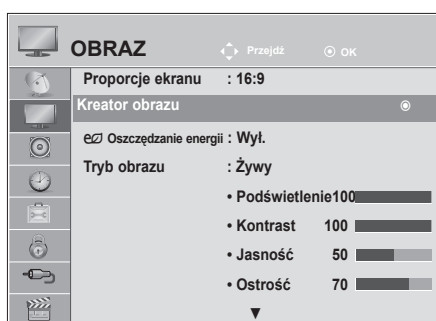 OBRAZ Przejdź OK
Proporcje ekranu : 16:9
Kreator obrazu
Oszczędzanie energii : Wył.
Tryb obrazu : Żywy
• Podświetlenie100
• Kontrast 100
• Jasność 50
• Ostrość 70